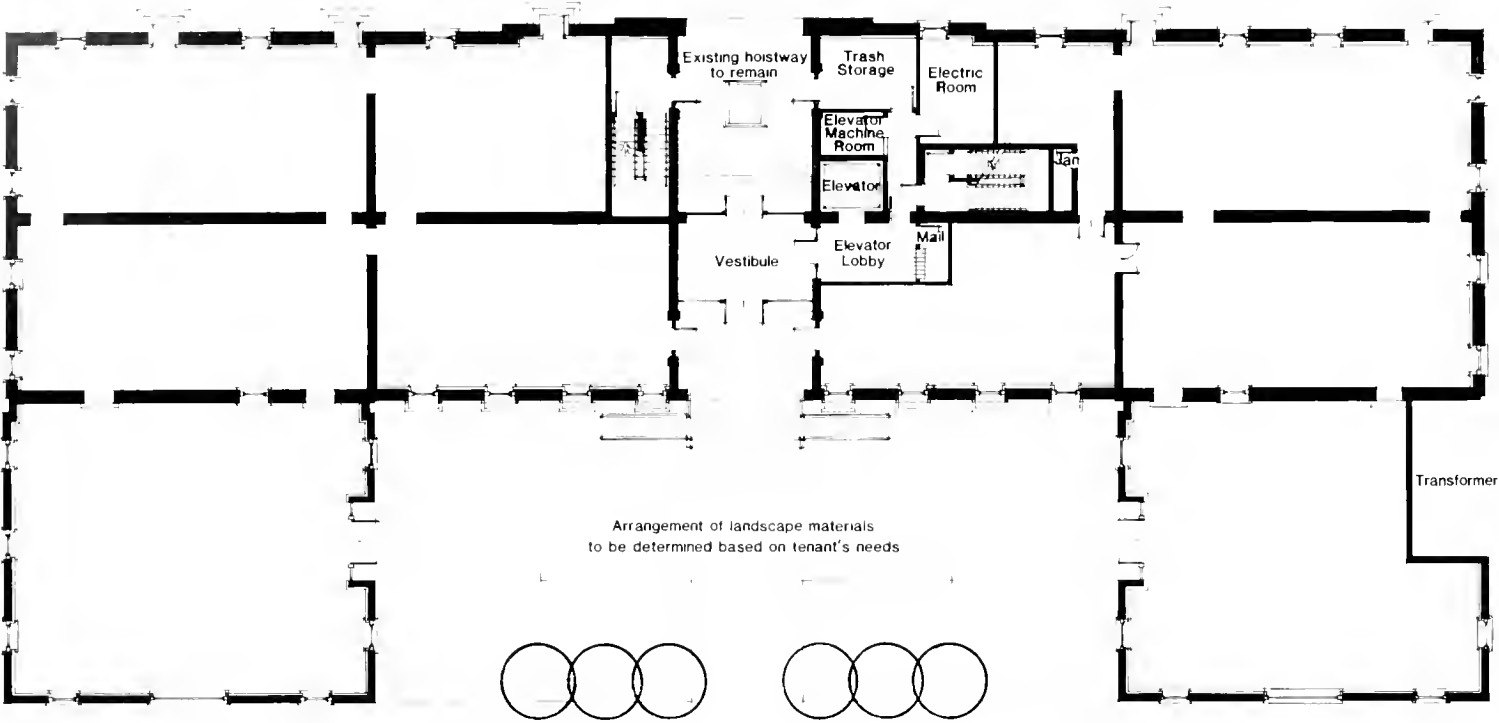 Existing hoistway
to remain
Trash
Storage
Electric
Room
Elevator
Machine
Room
Jan
Elevator
Mail
Elevator
Lobby
Vestibule
Transformer
Arrangement of landscape materials
to be determined based on tenant's needs